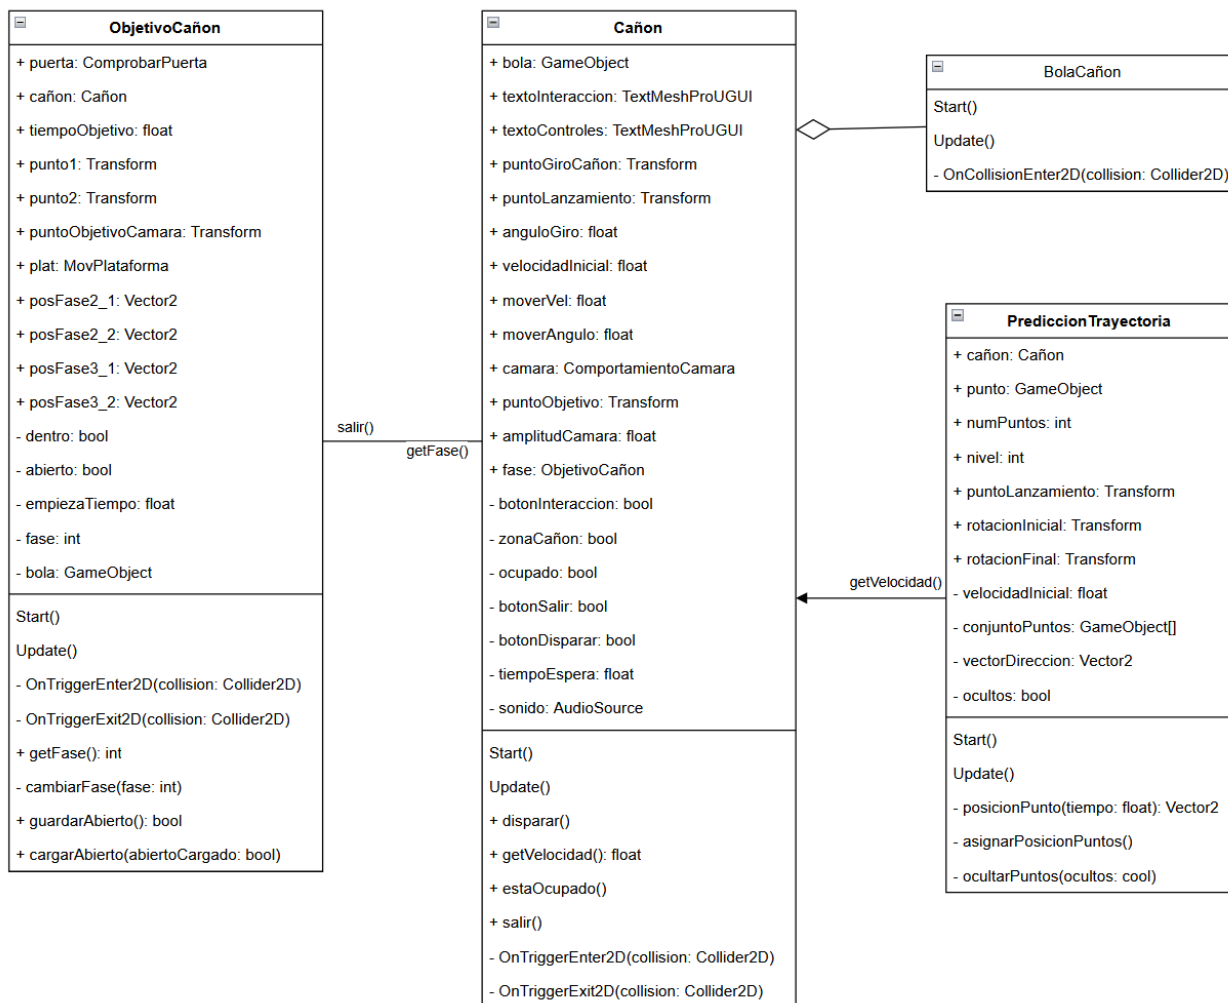 ObjetivoCañon
+ puerta: ComprobarPuerta
+ cañon: Cañon
+ tiempoObjetivo: float
+ punto1: Transform
+ punto2: Transform
+ puntoObjetivoCamara: Transform
+ plat: MovPlataforma
+ posFase2_1: Vector2
+ posFase2_2: Vector2
+ posFase3_1: Vector2
+ posFase3_2: Vector2
- dentro: bool
- abierto: bool
- empiezaTiempo: float
- fase: int
- bola: GameObject
Start()
Update()
- OnTriggerEnter2D(collision: Collider2D)
- OnTriggerExit2D(collision: Collider2D)
+ getFase(): int
- cambiarFase(fase: int)
+ guardarAbierto(): bool
+ cargarAbierto(abiertoCargado: bool)
salir()
getFase()
Cañon
+ bola: GameObject
+ textoInteraccion: TextMeshProUGUI
+ textoControles: TextMeshProUGUI
+ puntoGiroCañon: Transform
+ puntoLanzamiento: Transform
+ anguloGiro: float
+ velocidadInicial: float
+ moverVel: float
+ moverAngulo: float
+ camara: ComportamientoCamara
+ puntoObjetivo: Transform
+ amplitudCamara: float
+ fase: ObjetivoCañon
- botonInteraccion: bool
- zonaCañon: bool
- ocupado: bool
- botonSalir: bool
- botonDisparar: bool
- tiempoEspera: float
- sonido: AudioSource
Start()
Update()
+ disparar()
+ getVelocidad(): float
+ estaOcupado()
+ salir()
- OnTriggerEnter2D(collision: Collider2D)
- OnTriggerExit2D(collision: Collider2D)
BolaCañon
Start()
Update()
- OnCollisionEnter2D(collision: Collider2D)
getVelocidad()
PrediccionTrayectoria
+ cañon: Cañon
+ punto: GameObject
+ numPuntos: int
+ nivel: int
+ puntoLanzamiento: Transform
+ rotacionInicial: Transform
+ rotacionFinal: Transform
- velocidadInicial: float
- conjuntoPuntos: GameObject[]
- vectorDireccion: Vector2
- ocultos: bool
Start()
Update()
- posicionPunto(tiempo: float): Vector2
- asignarPosicionPuntos()
- ocultarPuntos(ocultos: cool)